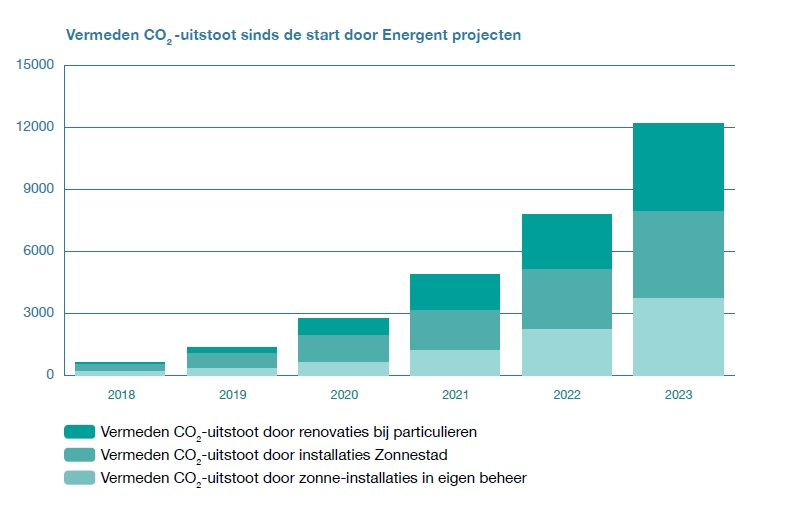 Vermeden CO₂-uitstoot sinds de start door Energent projecten
15000
12000
9000
6000
3000
0
2018 2019 2020 2021 2022 2023
Vermeden CO₂-uitstoot door renovaties bij particulieren
Vermeden CO₂-uitstoot door installaties Zonnestad
Vermeden CO₂-uitstoot door zonne-installaties in eigen beheer